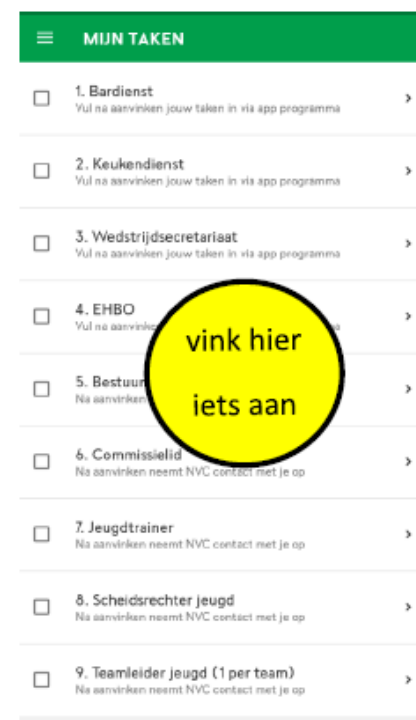 MIJN TAKEN
1. Bardienst
Vul na aanvinken jouw taken in via app programma
2. Keukendienst
Vul na aanvinken jouw taken in via app programma
3. Wedstrijdsecretariaat
Vul na aanvinken jouw taken in via app programma
4. EHBO
Vul na
vink hier
iets aan
5.
Na aanvinken
6. Commissielid
Na aanvinken neemt NVC contact met je op
7. Jeugdtrainer
Na aanvinken neemt NVC contact met je op
8. Scheidsrechter jeugd
Na aanvinken neemt NVC contact met je op
9. Teamleider jeugd (1 per team)
Na aanvinken neemt NVC contact met je op